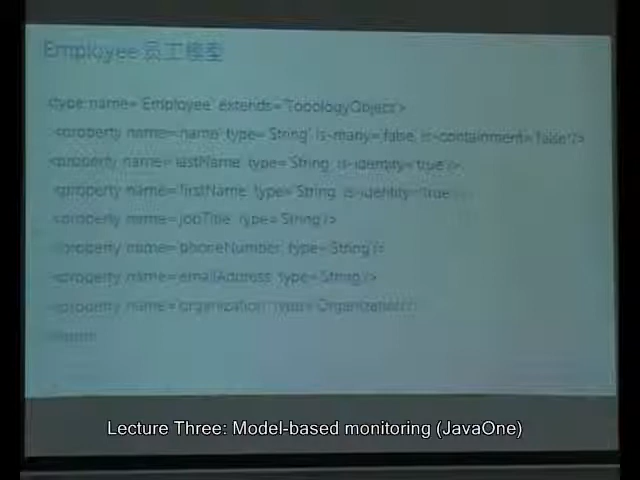 Employee 员工模型
<type name='Employee' extends='TopologyObject'>
<property name='name' type='String' is-many='false' is-containment='false'/>
<property name='lastName' type='String' is-identity='true'/>
<property name='firstName' type='String' is-identity='true'/>
<property name='jobTitle' type='String'/>
<property name='phoneNumber' type='String'/>
<property name='emailAddress' type='String'/>
<property name='organization' type='Organization'/>
Lecture Three: Model-based monitoring (JavaOne)